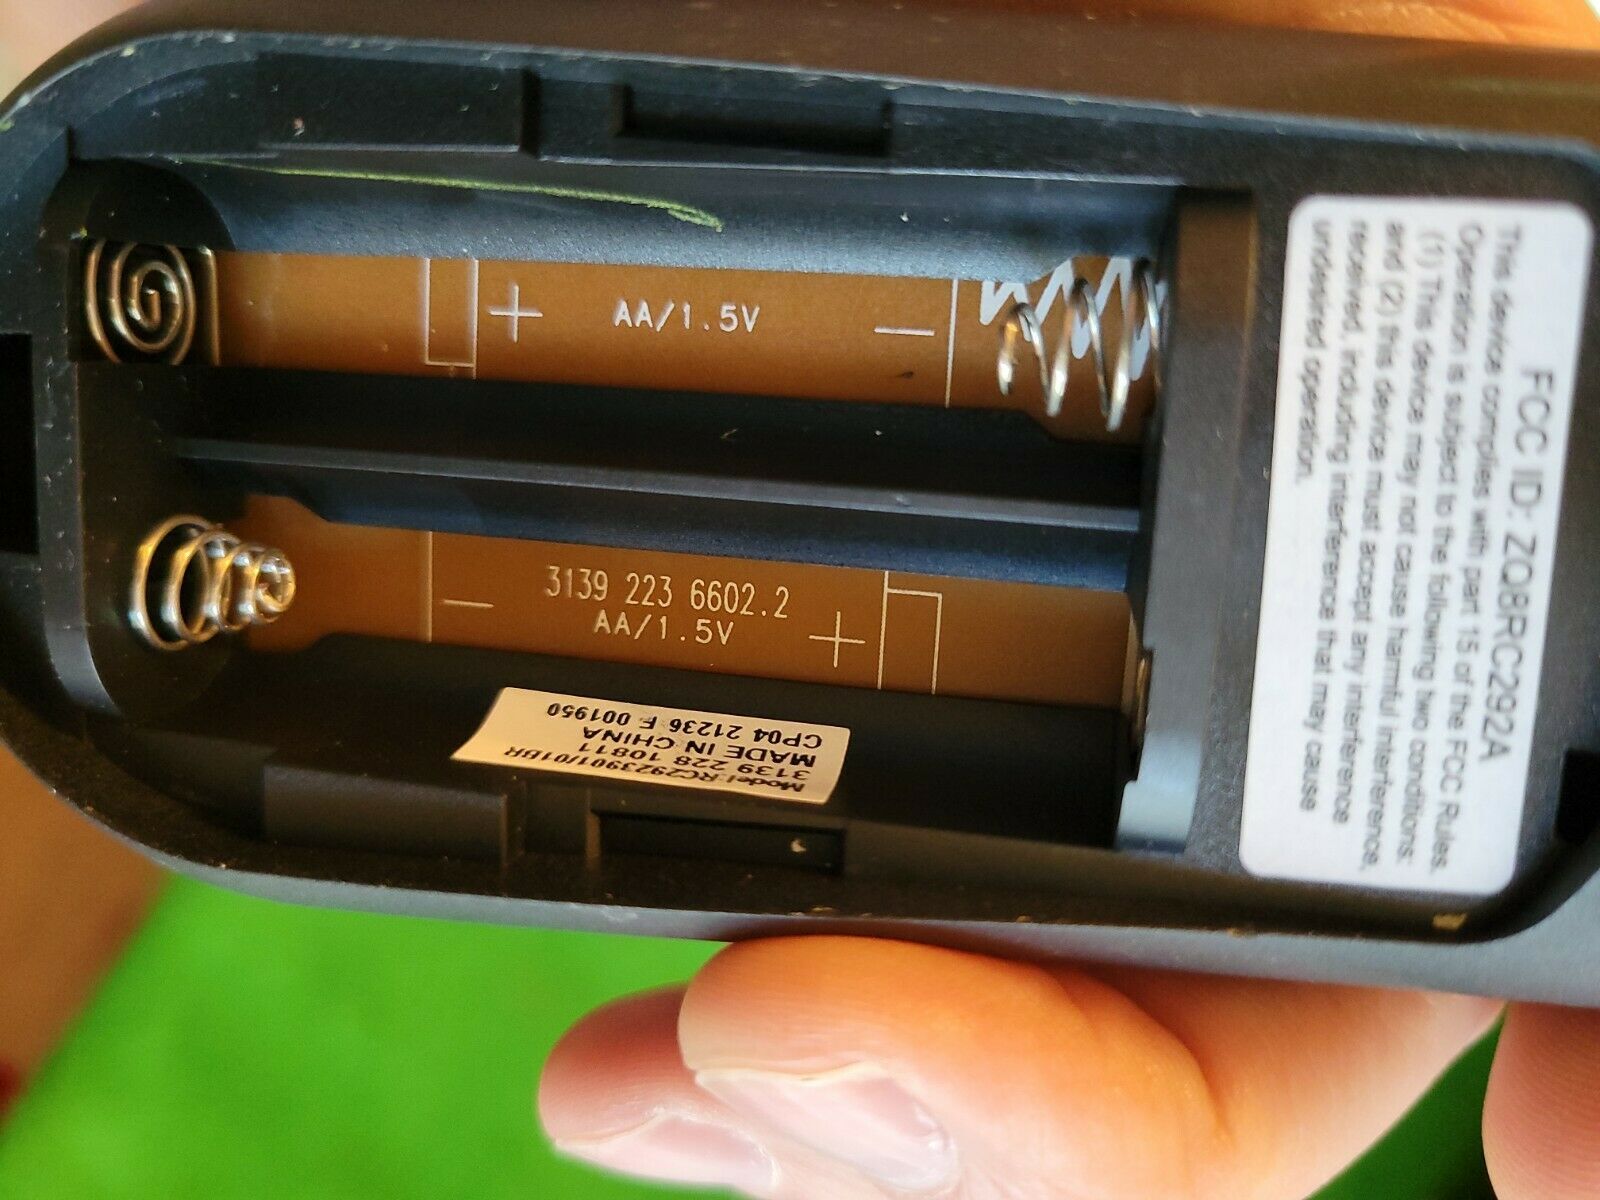 + AA/1.5V −
3139 223 6602.2
− AA/1.5V +
Model:RC2923901/01BR
3139 228 10811
MADE IN CHINA
CP04 21236 F 001950
FCC ID: ZQ8RC292A
This device complies with part 15 of the FCC Rules.
Operation is subject to the following two conditions:
(1) This device may not cause harmful interference,
and (2) this device must accept any interference
received, including interference that may cause
undesired operation.